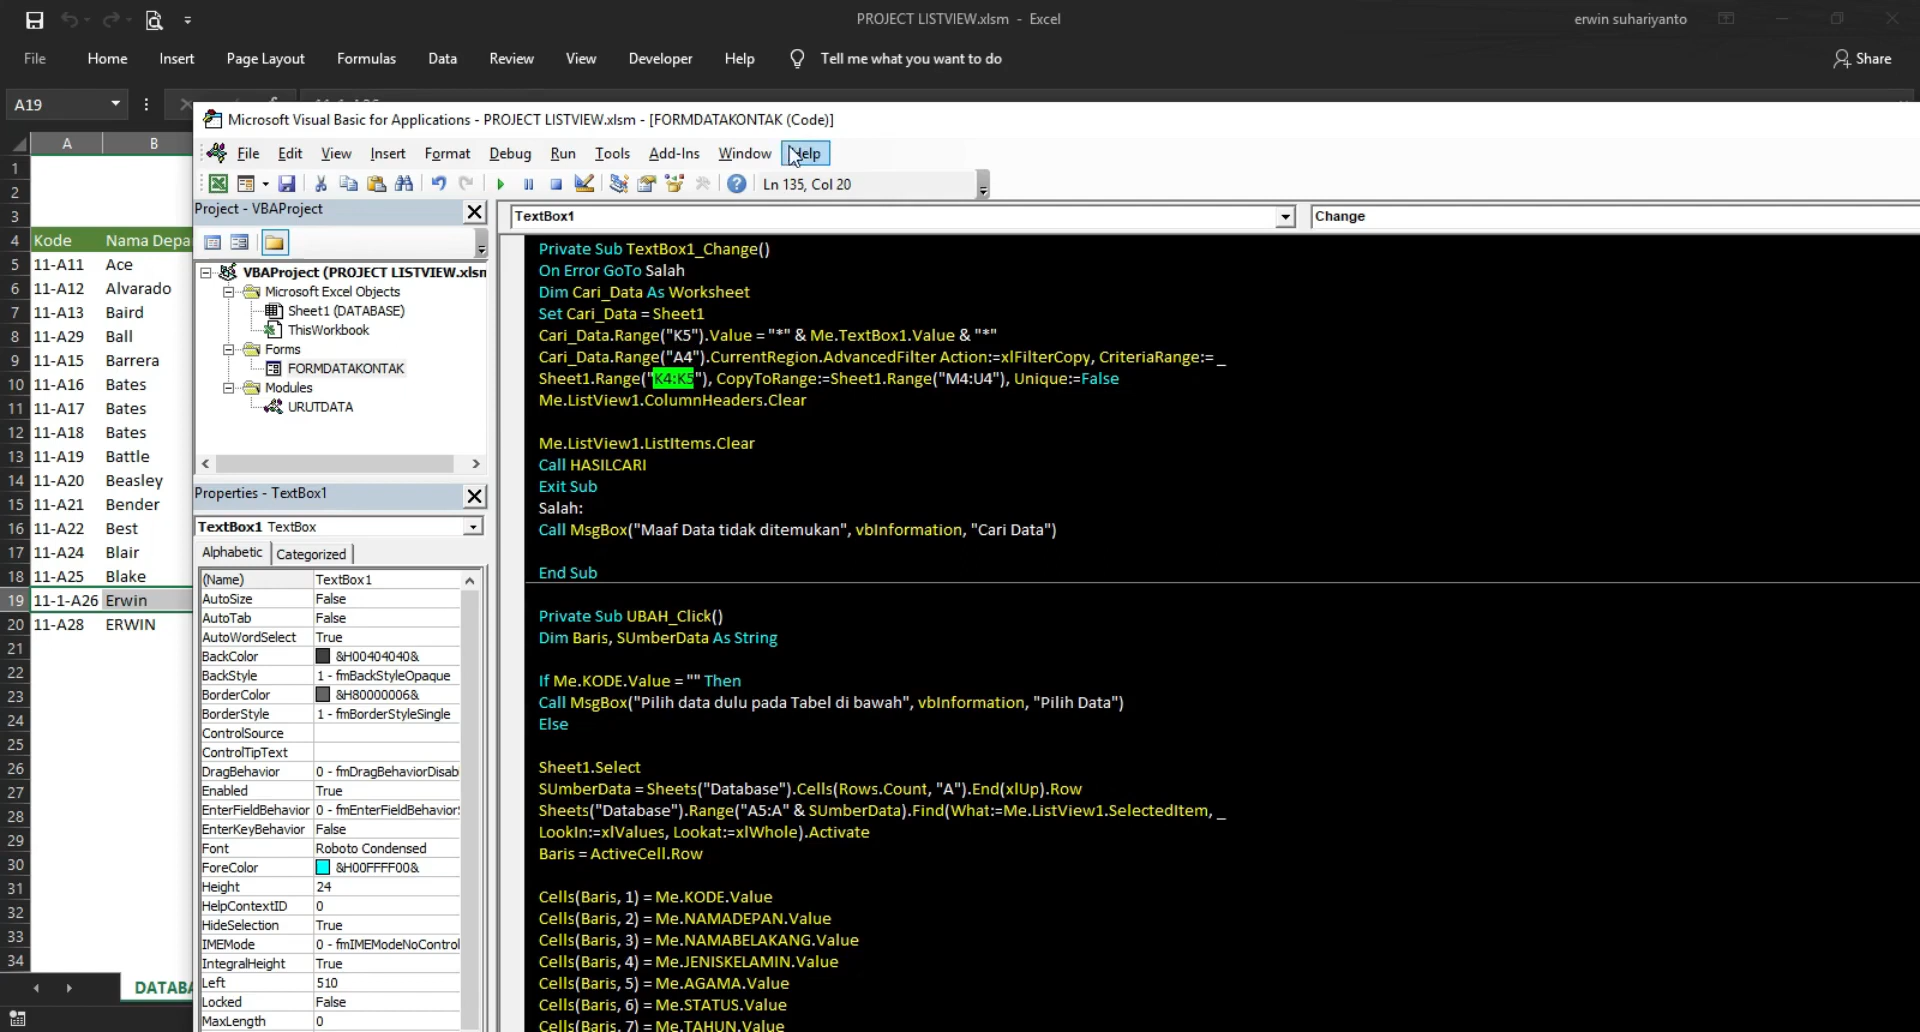 PROJECT LISTVIEW.xlsm - Excel
erwin suhariyanto
File Home Insert Page Layout Formulas Data Review View Developer Help Tell me what you want to do Share
A19
Microsoft Visual Basic for Applications - PROJECT LISTVIEW.xlsm - [FORMDATAKONTAK (Code)]
File Edit View Insert Format Debug Run Tools Add-Ins Window Help
Ln 135, Col 20
A B
1
2
3
4 Kode Nama Depa
5 11-A11 Ace
6 11-A12 Alvarado
7 11-A13 Baird
8 11-A29 Ball
9 11-A15 Barrera
10 11-A16 Bates
11 11-A17 Bates
12 11-A18 Bates
13 11-A19 Battle
14 11-A20 Beasley
15 11-A21 Bender
16 11-A22 Best
17 11-A24 Blair
18 11-A25 Blake
19 11-1-A26 Erwin
20 11-A28 ERWIN
21
22
23
24
25
26
27
28
29
30
31
32
33
34
DATABA
Project - VBAProject
VBAProject (PROJECT LISTVIEW.xlsm
Microsoft Excel Objects
Sheet1 (DATABASE)
ThisWorkbook
Forms
FORMDATAKONTAK
Modules
URUTDATA
Properties - TextBox1
TextBox1 TextBox
Alphabetic Categorized
(Name) TextBox1
AutoSize False
AutoTab False
AutoWordSelect True
BackColor &H00404040&
BackStyle 1 - fmBackStyleOpaque
BorderColor &H80000006&
BorderStyle 1 - fmBorderStyleSingle
ControlSource
ControlTipText
DragBehavior 0 - fmDragBehaviorDisabl
Enabled True
EnterFieldBehavior 0 - fmEnterFieldBehaviorS
EnterKeyBehavior False
Font Roboto Condensed
ForeColor &H00FFFF00&
Height 24
HelpContextID 0
HideSelection True
IMEMode 0 - fmIMEModeNoControl
IntegralHeight True
Left 510
Locked False
MaxLength 0
TextBox1 Change
Private Sub TextBox1_Change()
On Error GoTo Salah
Dim Cari_Data As Worksheet
Set Cari_Data = Sheet1
Cari_Data.Range("K5").Value = "*" & Me.TextBox1.Value & "*"
Cari_Data.Range("A4").CurrentRegion.AdvancedFilter Action:=xlFilterCopy, CriteriaRange:= _
Sheet1.Range("K4:K5"), CopyToRange:=Sheet1.Range("M4:U4"), Unique:=False
Me.ListView1.ColumnHeaders.Clear
Me.ListView1.ListItems.Clear
Call HASILCARI
Exit Sub
Salah:
Call MsgBox("Maaf Data tidak ditemukan", vbInformation, "Cari Data")
End Sub
Private Sub UBAH_Click()
Dim Baris, SUmberData As String
If Me.KODE.Value = "" Then
Call MsgBox("Pilih data dulu pada Tabel di bawah", vbInformation, "Pilih Data")
Else
Sheet1.Select
SUmberData = Sheets("Database").Cells(Rows.Count, "A").End(xlUp).Row
Sheets("Database").Range("A5:A" & SUmberData).Find(What:=Me.ListView1.SelectedItem, _
LookIn:=xlValues, Lookat:=xlWhole).Activate
Baris = ActiveCell.Row
Cells(Baris, 1) = Me.KODE.Value
Cells(Baris, 2) = Me.NAMADEPAN.Value
Cells(Baris, 3) = Me.NAMABELAKANG.Value
Cells(Baris, 4) = Me.JENISKELAMIN.Value
Cells(Baris, 5) = Me.AGAMA.Value
Cells(Baris, 6) = Me.STATUS.Value
Cells(Baris, 7) = Me.TAHUN.Value